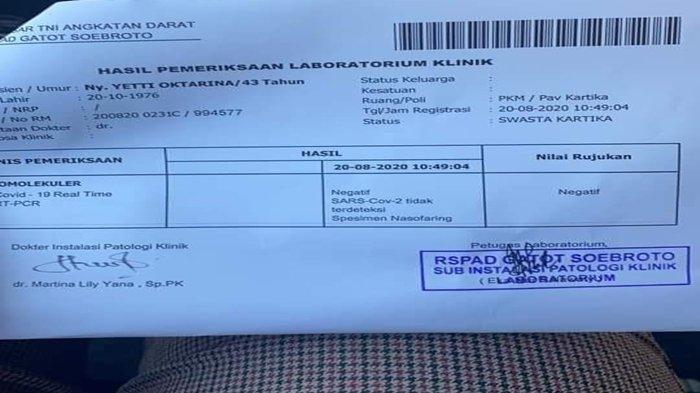 AR TNI ANGKATAN DARAT
PAD GATOT SOEBROTO
HASIL PEMERIKSAAN LABORATORIUM KLINIK
sien / Umur : Ny. YETTI OKTARINA/43 Tahun
Lahir : 20-10-1976
/ NRP : /
/ No RM : 200820 0231C / 994577
taan Dokter : dr.
osa Klinik :
Status Keluarga :
Kesatuan :
Ruang/Poli : PKM / Pav Kartika
Tgl/Jam Registrasi : 20-08-2020 10:49:04
Status : SWASTA KARTIKA
NIS PEMERIKSAAN
HASIL
Nilai Rujukan
20-08-2020 10:49:04
OMOLEKULER
Covid - 19 Real Time
RT-PCR
Negatif
SARS-Cov-2 tidak
terdeteksi
Spesimen Nasofaring
Negatif
Dokter Instalasi Patologi Klinik
dr. Martina Lily Yana , Sp.PK
Petugas Laboratorium,
RSPAD GATOT SOEBROTO
SUB INSTALASI PATOLOGI KLINIK
LABORATORIUM